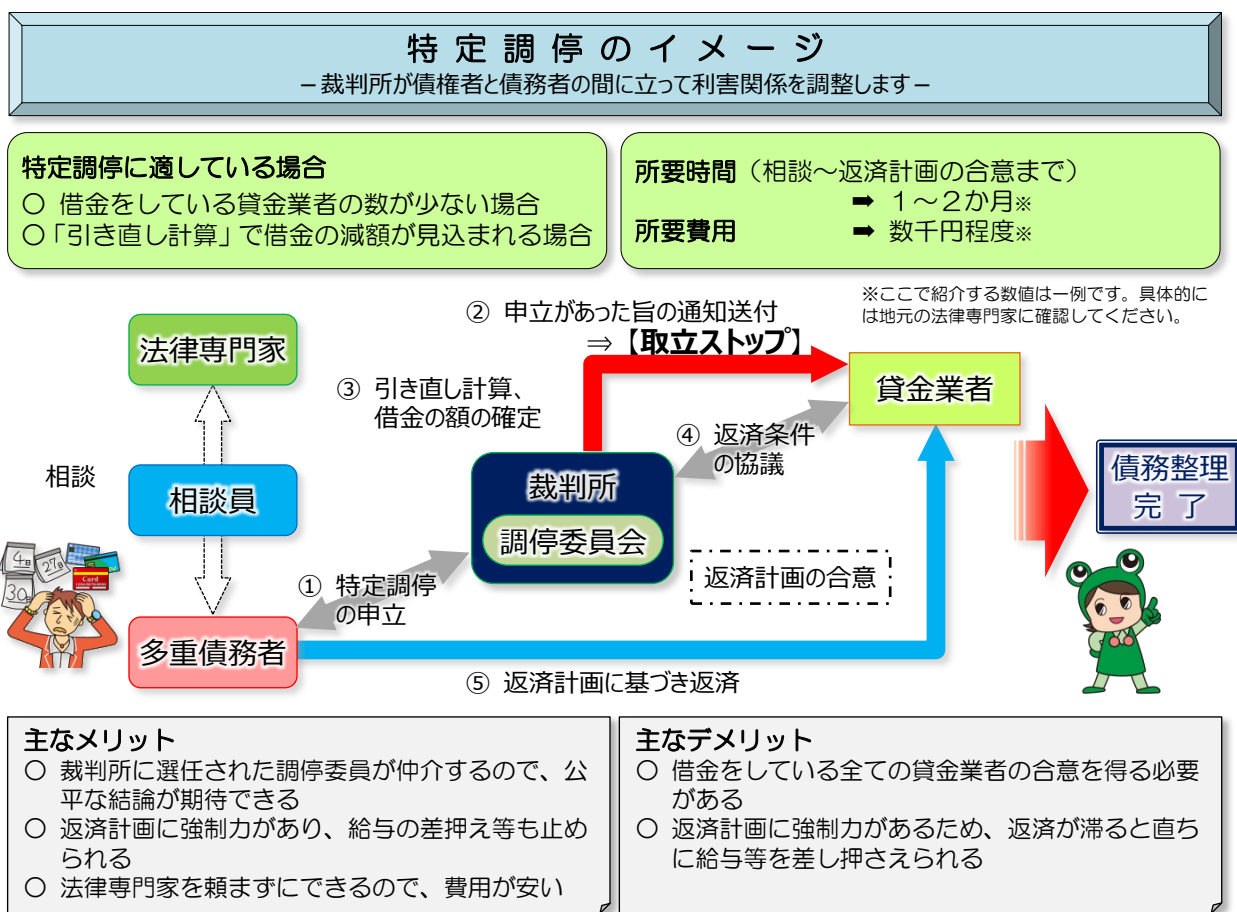 特定調停のイメージ
－裁判所が債権者と債務者の間に立って利害関係を調整します－
特定調停に適している場合
〇 借金をしている貸金業者の数が少ない場合
〇「引き直し計算」で借金の減額が見込まれる場合
所要時間（相談～返済計画の合意まで）
➡ １～２か月※
所要費用 ➡ 数千円程度※
※ここで紹介する数値は一例です。具体的に
は地元の法律専門家に確認してください。
② 申立があった旨の通知送付
⇒【取立ストップ】
法律専門家
③ 引き直し計算、
借金の額の確定
貸金業者
④ 返済条件
の協議
相談
相談員
裁判所
調停委員会
債務整理
完 了
返済計画の合意
① 特定調停
の申立
多重債務者
⑤ 返済計画に基づき返済
4日
27日
30日
Card
主なメリット
〇 裁判所に選任された調停委員が仲介するので、公
平な結論が期待できる
〇 返済計画に強制力があり、給与の差押え等も止め
られる
〇 法律専門家を頼まずにできるので、費用が安い
主なデメリット
〇 借金をしている全ての貸金業者の合意を得る必要
がある
〇 返済計画に強制力があるため、返済が滞ると直ち
に給与等を差し押さえられる